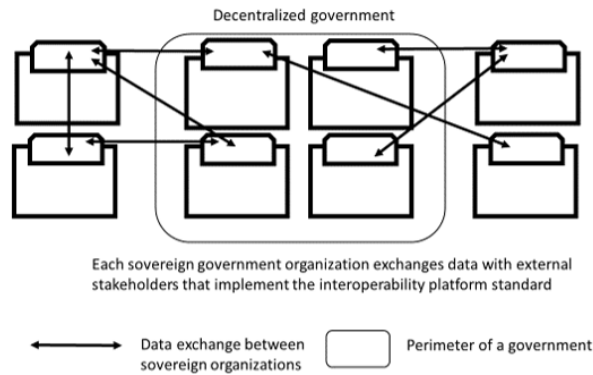 Decentralized government
Each sovereign government organization exchanges data with external
stakeholders that implement the interoperability platform standard
Data exchange between
sovereign organizations
Perimeter of a government